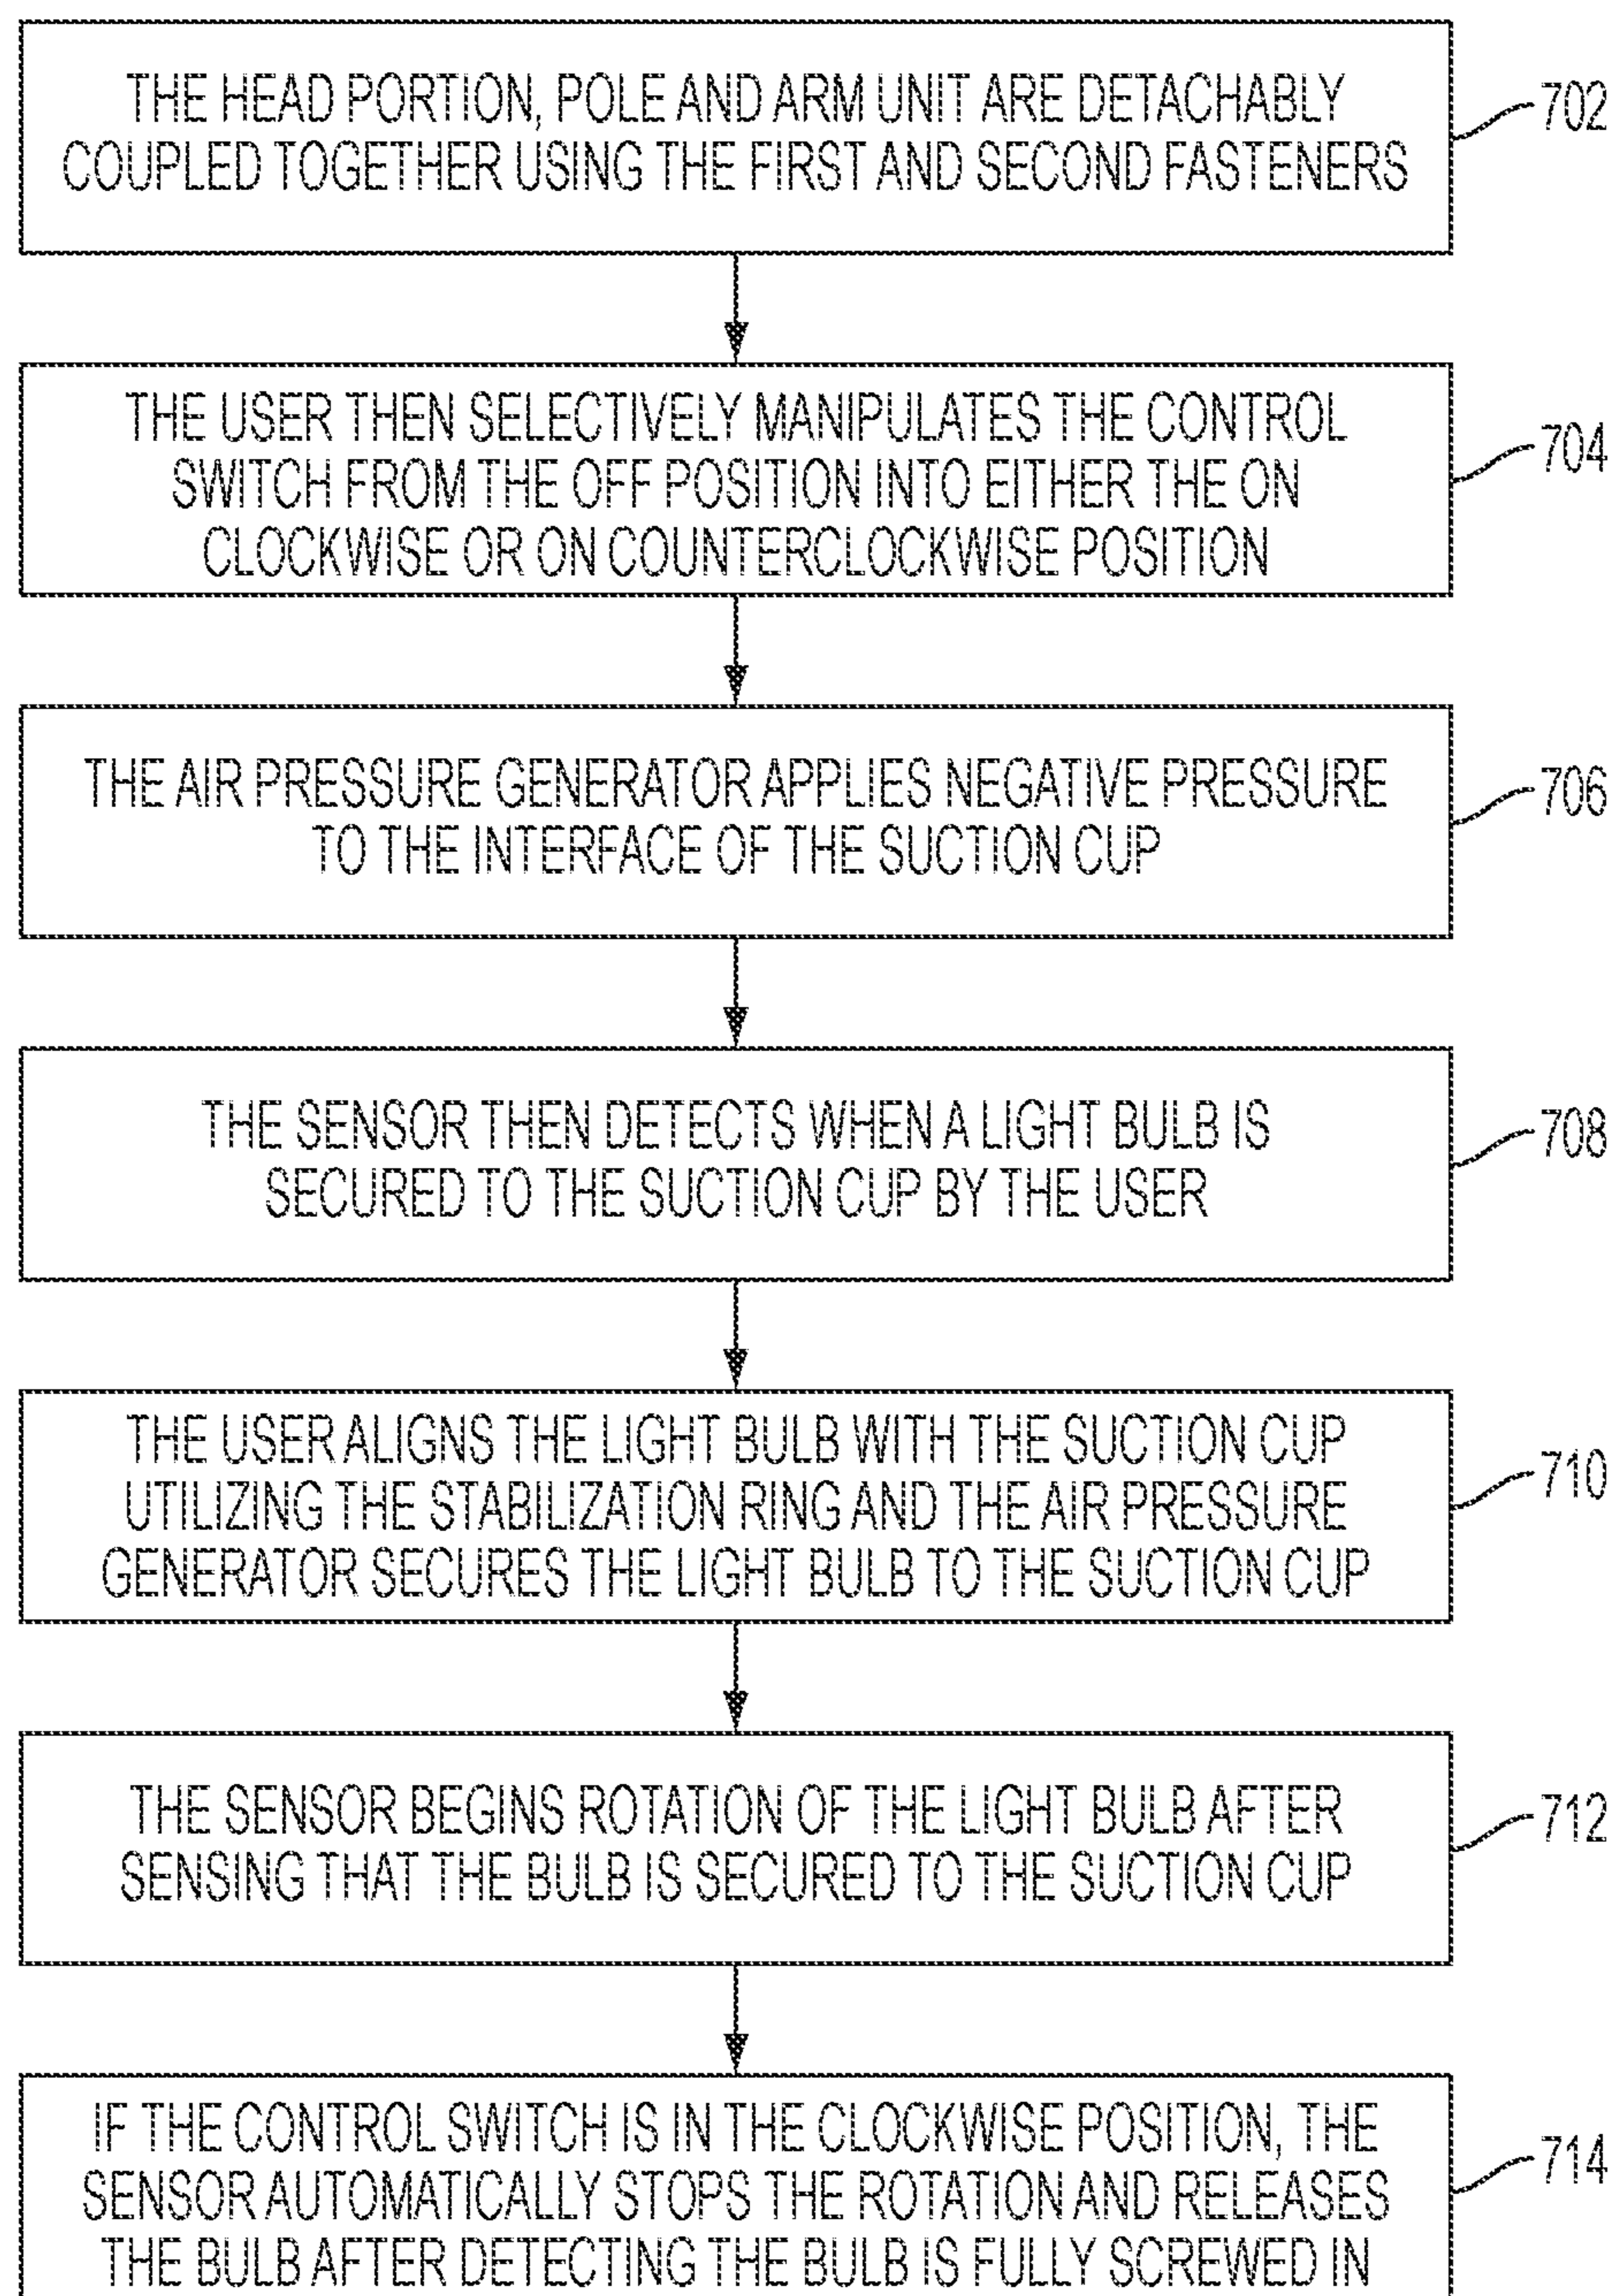 THE HEAD PORTION, POLE AND ARM UNIT ARE DETACHABLY
COUPLED TOGETHER USING THE FIRST AND SECOND FASTENERS
702
THE USER THEN SELECTIVELY MANIPULATES THE CONTROL
SWITCH FROM THE OFF POSITION INTO EITHER THE ON
CLOCKWISE OR ON COUNTERCLOCKWISE POSITION
704
THE AIR PRESSURE GENERATOR APPLIES NEGATIVE PRESSURE
TO THE INTERFACE OF THE SUCTION CUP
706
THE SENSOR THEN DETECTS WHEN A LIGHT BULB IS
SECURED TO THE SUCTION CUP BY THE USER
708
THE USER ALIGNS THE LIGHT BULB WITH THE SUCTION CUP
UTILIZING THE STABILIZATION RING AND THE AIR PRESSURE
GENERATOR SECURES THE LIGHT BULB TO THE SUCTION CUP
710
THE SENSOR BEGINS ROTATION OF THE LIGHT BULB AFTER
SENSING THAT THE BULB IS SECURED TO THE SUCTION CUP
712
IF THE CONTROL SWITCH IS IN THE CLOCKWISE POSITION, THE
SENSOR AUTOMATICALLY STOPS THE ROTATION AND RELEASES
THE BULB AFTER DETECTING THE BULB IS FULLY SCREWED IN
714